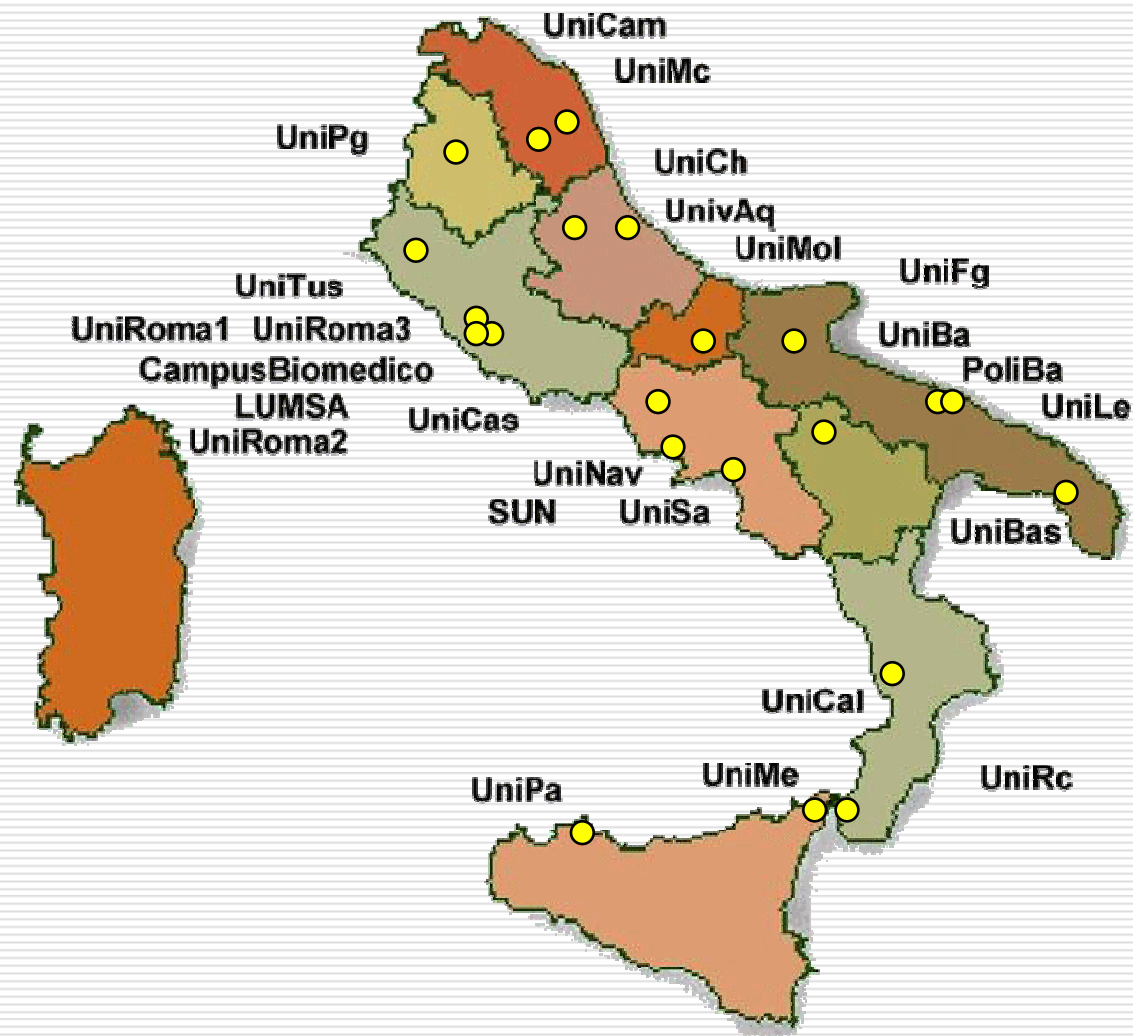 UniCam
UniMc
UniPg
UniCh
UnivAq
UniMol
UniFg
UniTus
UniRoma1 UniRoma3
UniBa
CampusBiomedico
PoliBa
LUMSA
UniCas
UniLe
UniRoma2
UniNav
SUN UniSa
UniBas
UniCal
UniMe
UniRc
UniPa